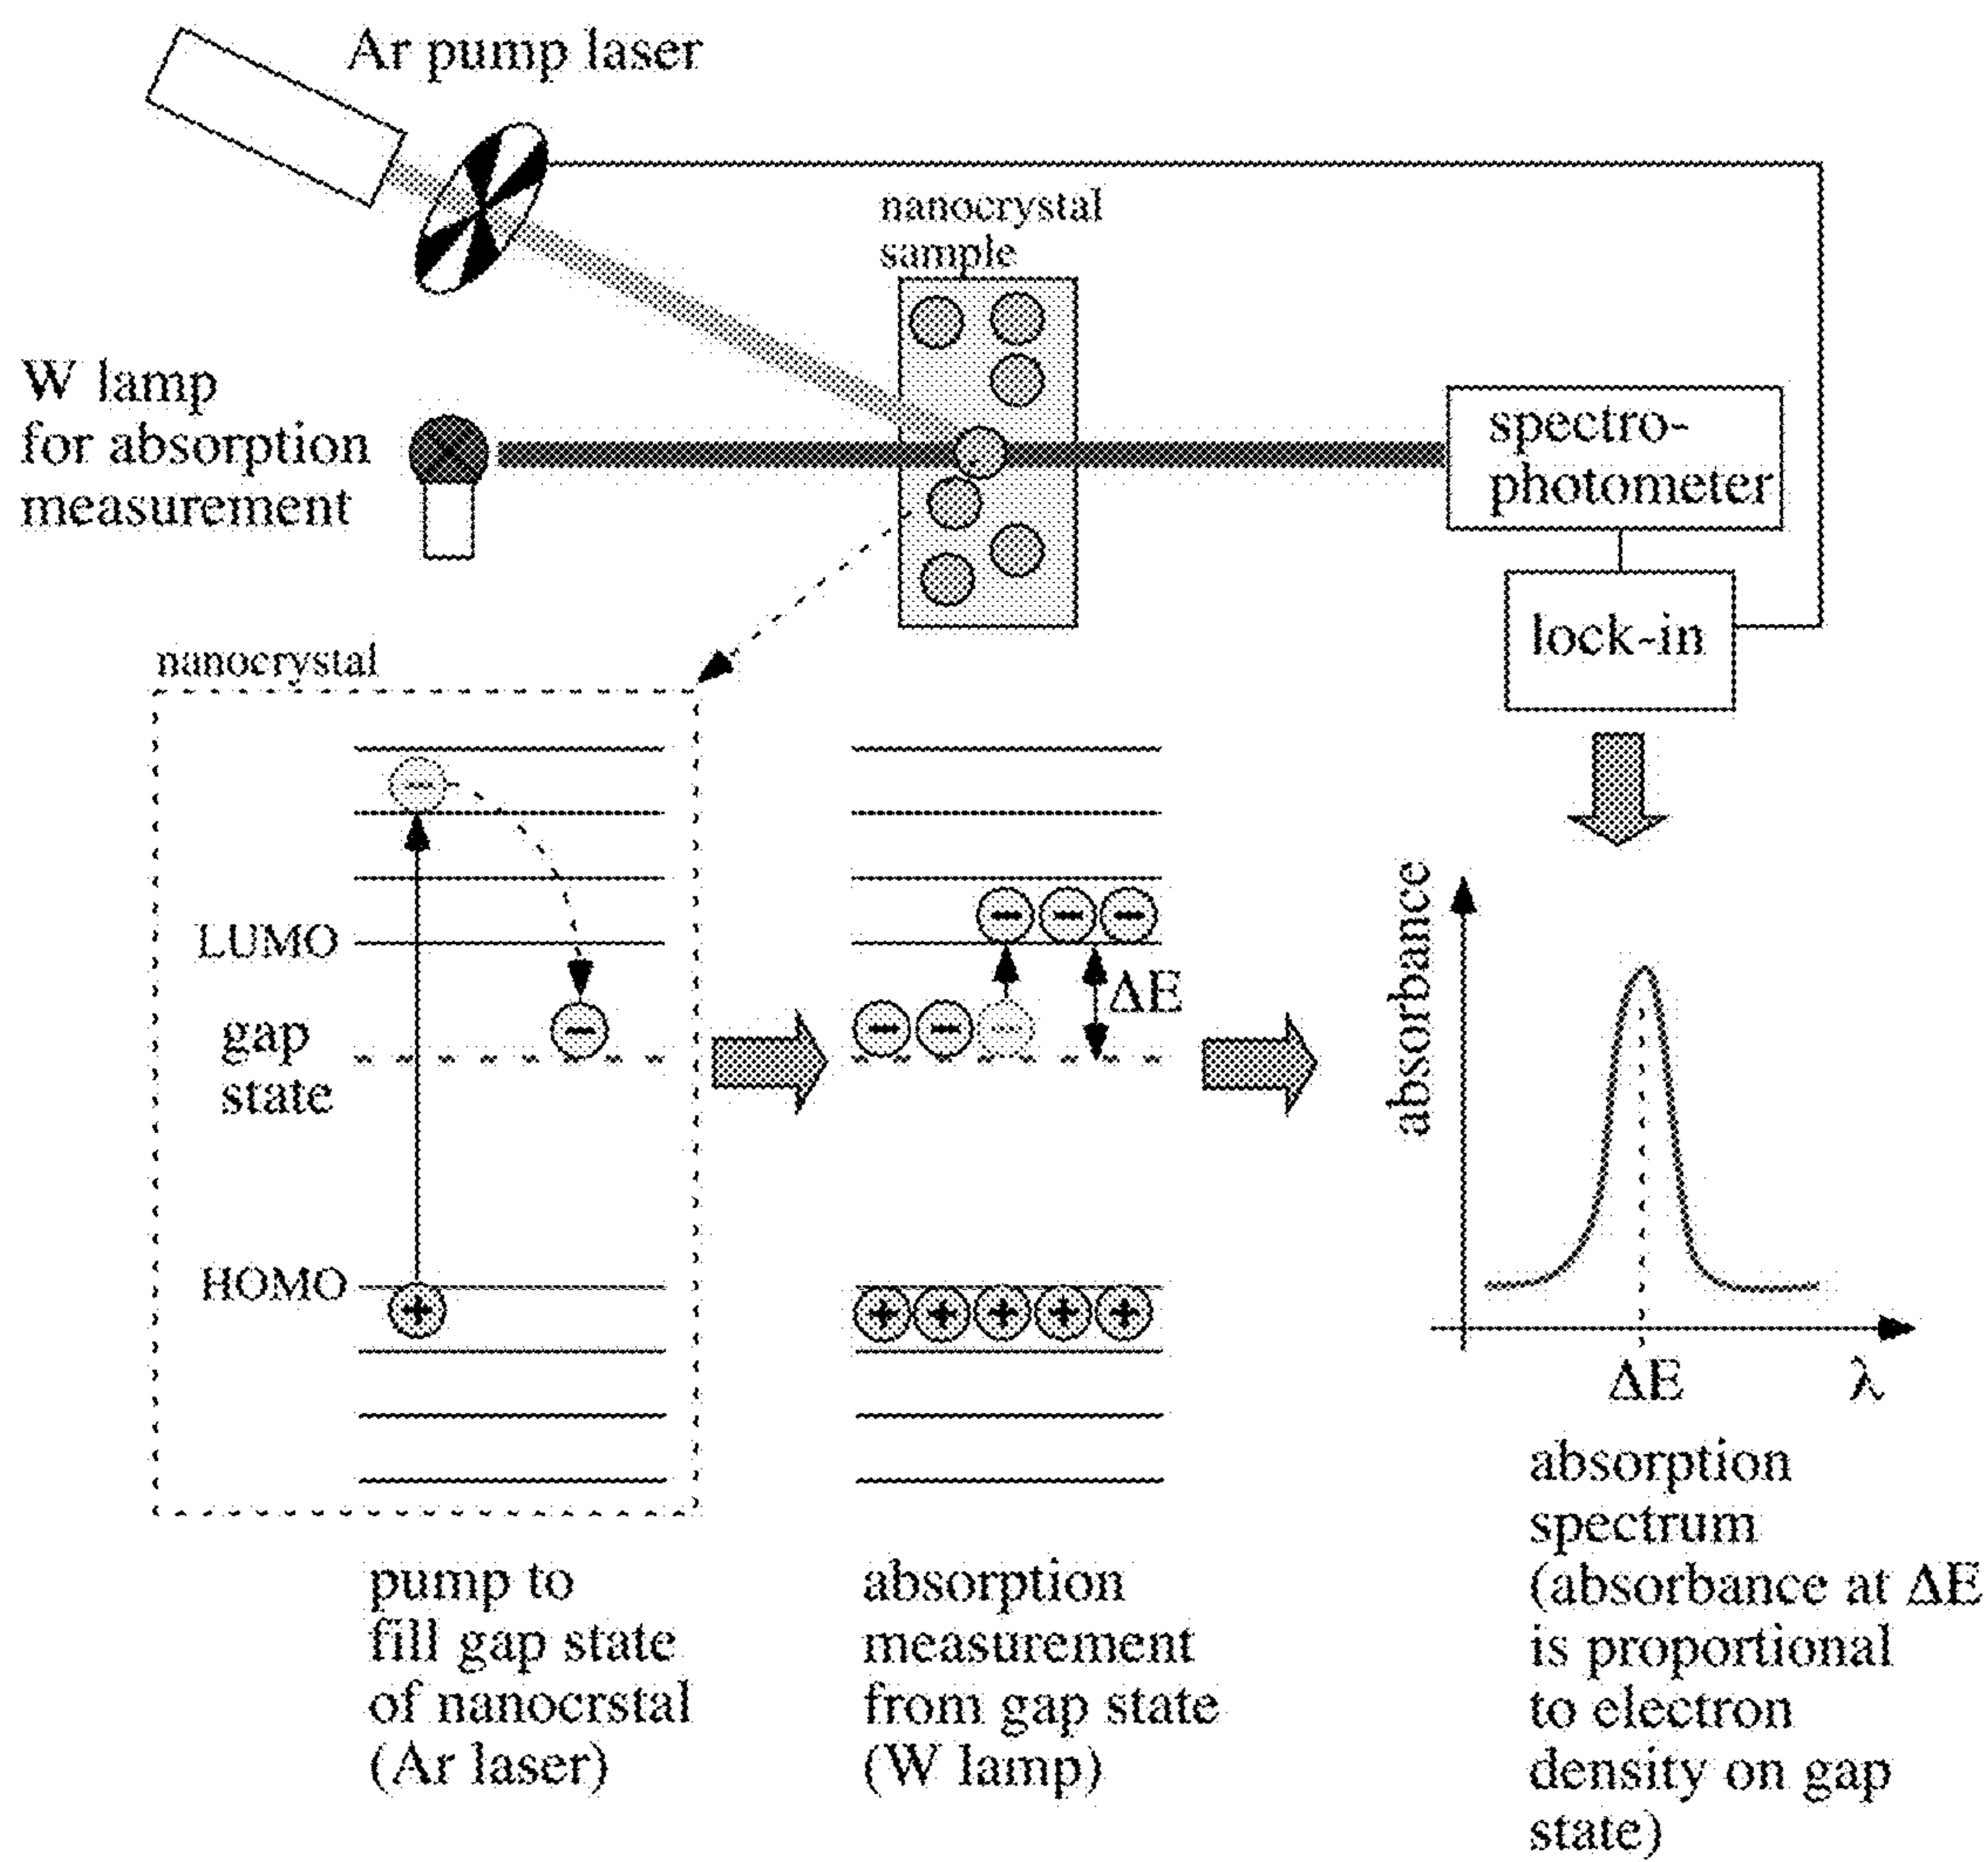 Ar pump laser
nanocrystal
sample
W lamp
for absorption
measurement
spectro-
photometer
lock-in
nanocrystal
LUMO
gap
state
HOMO
ΔE
absorbance
ΔE
λ
pump to
fill gap state
of nanocrstal
(Ar laser)
absorption
measurement
from gap state
(W lamp)
absorption
spectrum
(absorbance at ΔE
is proportional
to electron
density on gap
state)